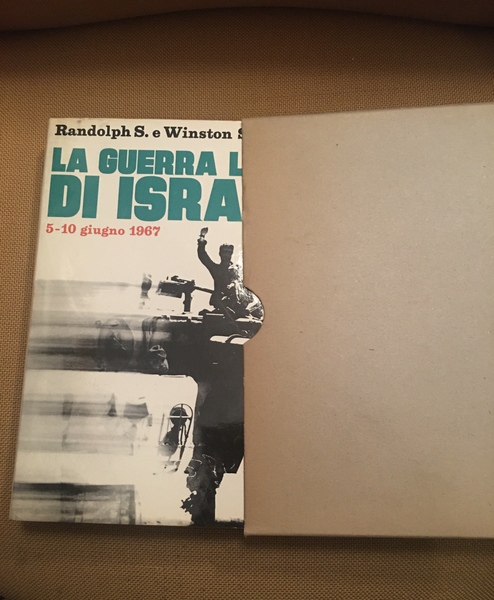 Randolph S. e Winston S
LA GUERRA L
DI ISRA
5-10 giugno 1967